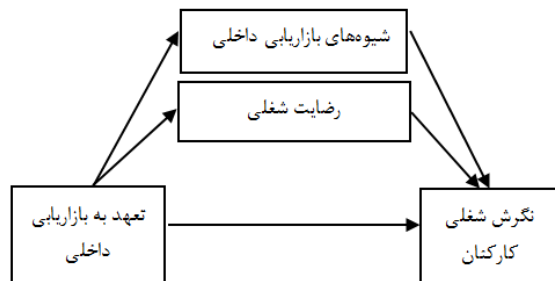 شیوه‌های بازاریابی داخلی
رضایت شغلی
تعهد به بازاریابی
داخلی
نگرش شغلی
کارکنان